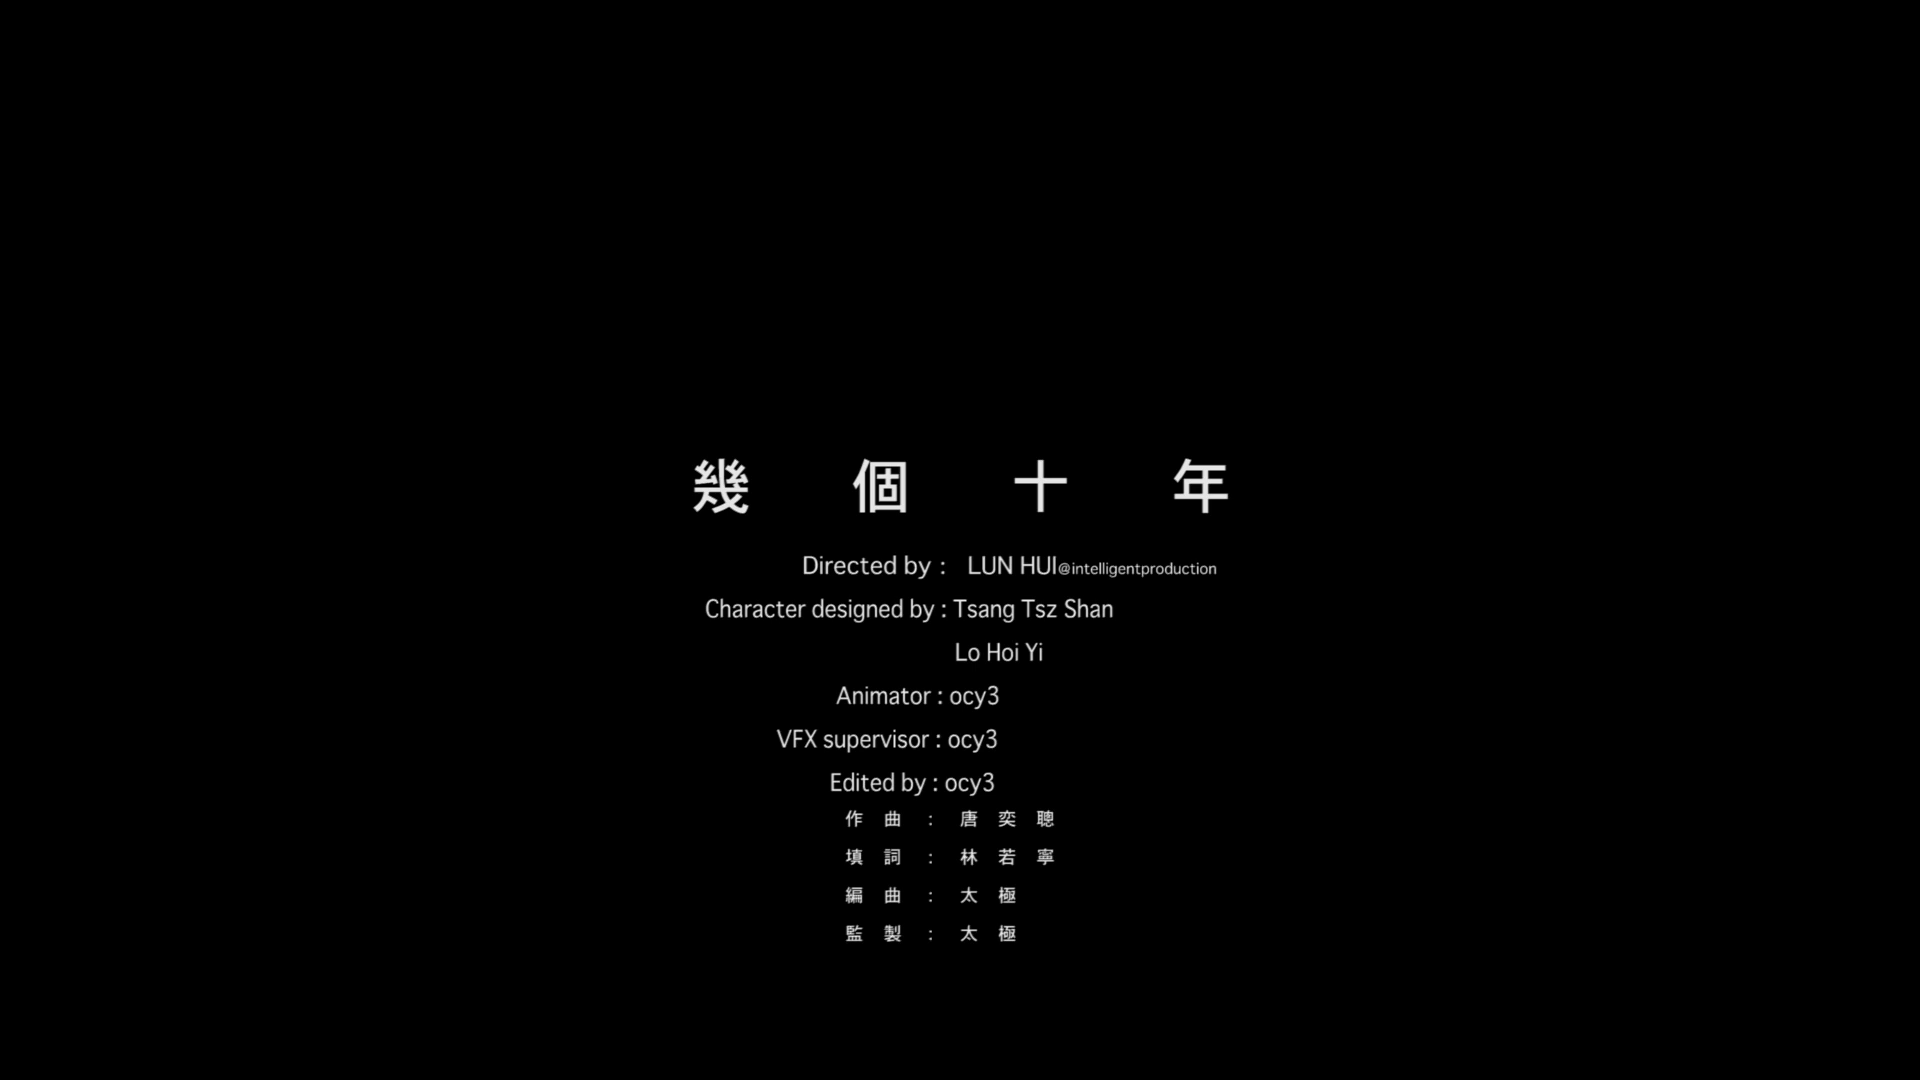 幾個十年
Directed by : LUN HUI@intelligentproduction
Character designed by : Tsang Tsz Shan
Lo Hoi Yi
Animator : ocy3
VFX supervisor : ocy3
Edited by : ocy3
作曲 : 唐奕聰
填詞 : 林若寧
編曲 : 太極
監製 : 太極